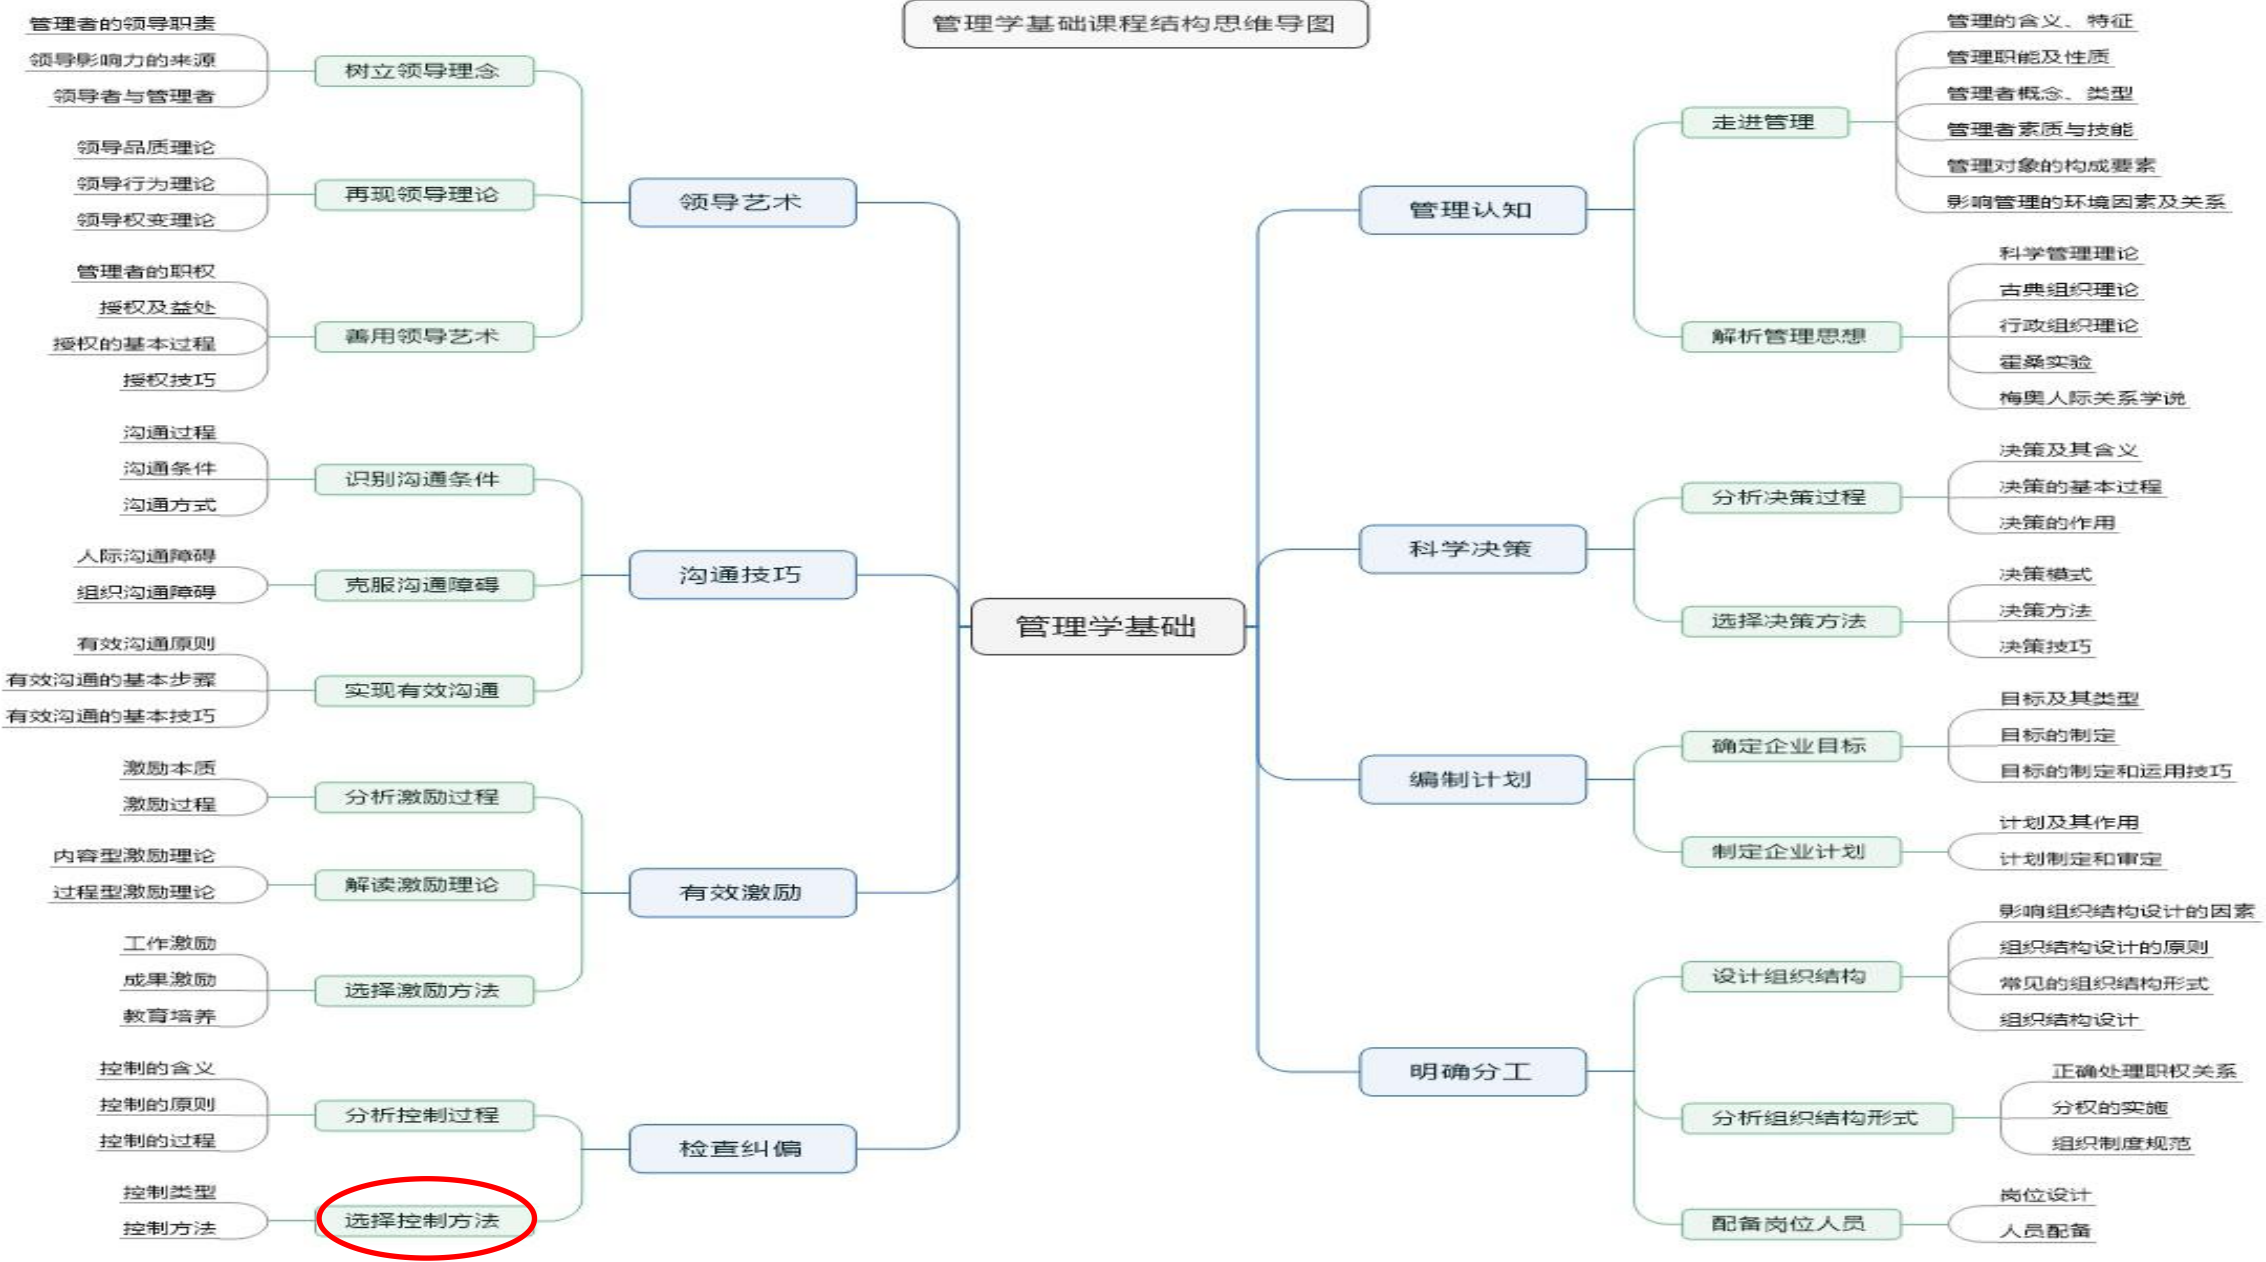 管理学基础课程结构思维导图
管理学基础
领导艺术
树立领导理念
管理者的领导职责
领导影响力的来源
领导者与管理者
再现领导理论
领导品质理论
领导行为理论
领导权变理论
善用领导艺术
管理者的职权
授权及益处
授权的基本过程
授权技巧
沟通技巧
识别沟通条件
沟通过程
沟通条件
沟通方式
克服沟通障碍
人际沟通障碍
组织沟通障碍
实现有效沟通
有效沟通原则
有效沟通的基本步骤
有效沟通的基本技巧
有效激励
分析激励过程
激励本质
激励过程
解读激励理论
内容型激励理论
过程型激励理论
选择激励方法
工作激励
成果激励
教育培养
检查纠偏
分析控制过程
控制的含义
控制的原则
控制的过程
选择控制方法
控制类型
控制方法
管理认知
走进管理
管理的含义、特征
管理职能及性质
管理者概念、类型
管理者素质与技能
管理对象的构成要素
影响管理的环境因素及关系
解析管理思想
科学管理理论
古典组织理论
行政组织理论
霍桑实验
梅奥人际关系学说
科学决策
分析决策过程
决策及其含义
决策的基本过程
决策的作用
选择决策方法
决策模式
决策方法
决策技巧
编制计划
确定企业目标
目标及其类型
目标的制定
目标的制定和运用技巧
制定企业计划
计划及其作用
计划制定和审定
明确分工
设计组织结构
影响组织结构设计的因素
组织结构设计的原则
常见的组织结构形式
组织结构设计
分析组织结构形式
正确处理职权关系
分权的实施
组织制度规范
配备岗位人员
岗位设计
人员配备